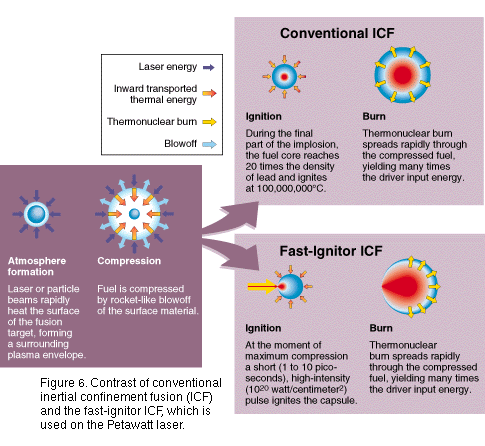 Laser energy
Inward transported
thermal energy
Thermonuclear burn
Blowoff
Atmosphere
formation
Laser or particle
beams rapidly
heat the surface
of the fusion
target, forming
a surrounding
plasma envelope.
Compression
Fuel is compressed
by rocket-like blowoff
of the surface material.
Conventional ICF
Ignition
During the final
part of the implosion,
the fuel core reaches
20 times the density
of lead and ignites
at 100,000,000°C.
Burn
Thermonuclear burn
spreads rapidly through
the compressed fuel,
yielding many times
the driver input energy.
Fast-Ignitor ICF
Ignition
At the moment of
maximum compression
a short (1 to 10 pico-
seconds), high-intensity
(10²⁰ watt/centimeter²)
pulse ignites the capsule.
Burn
Thermonuclear
burn spreads rapidly
through the compressed
fuel, yielding many times
the driver input energy.
Figure 6. Contrast of conventional
inertial confinement fusion (ICF)
and the fast-ignitor ICF, which is
used on the Petawatt laser.